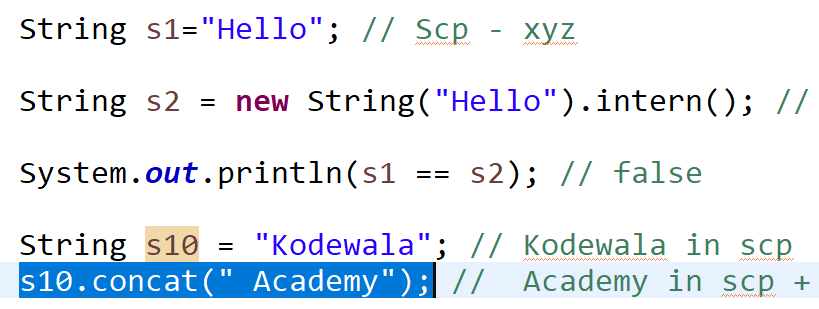 String s1="Hello"; // Scp - xyz
String s2 = new String("Hello").intern(); //
System.out.println(s1 == s2); // false
String s10 = "Kodewala"; // Kodewala in scp
s10.concat(" Academy"); //  Academy in scp +